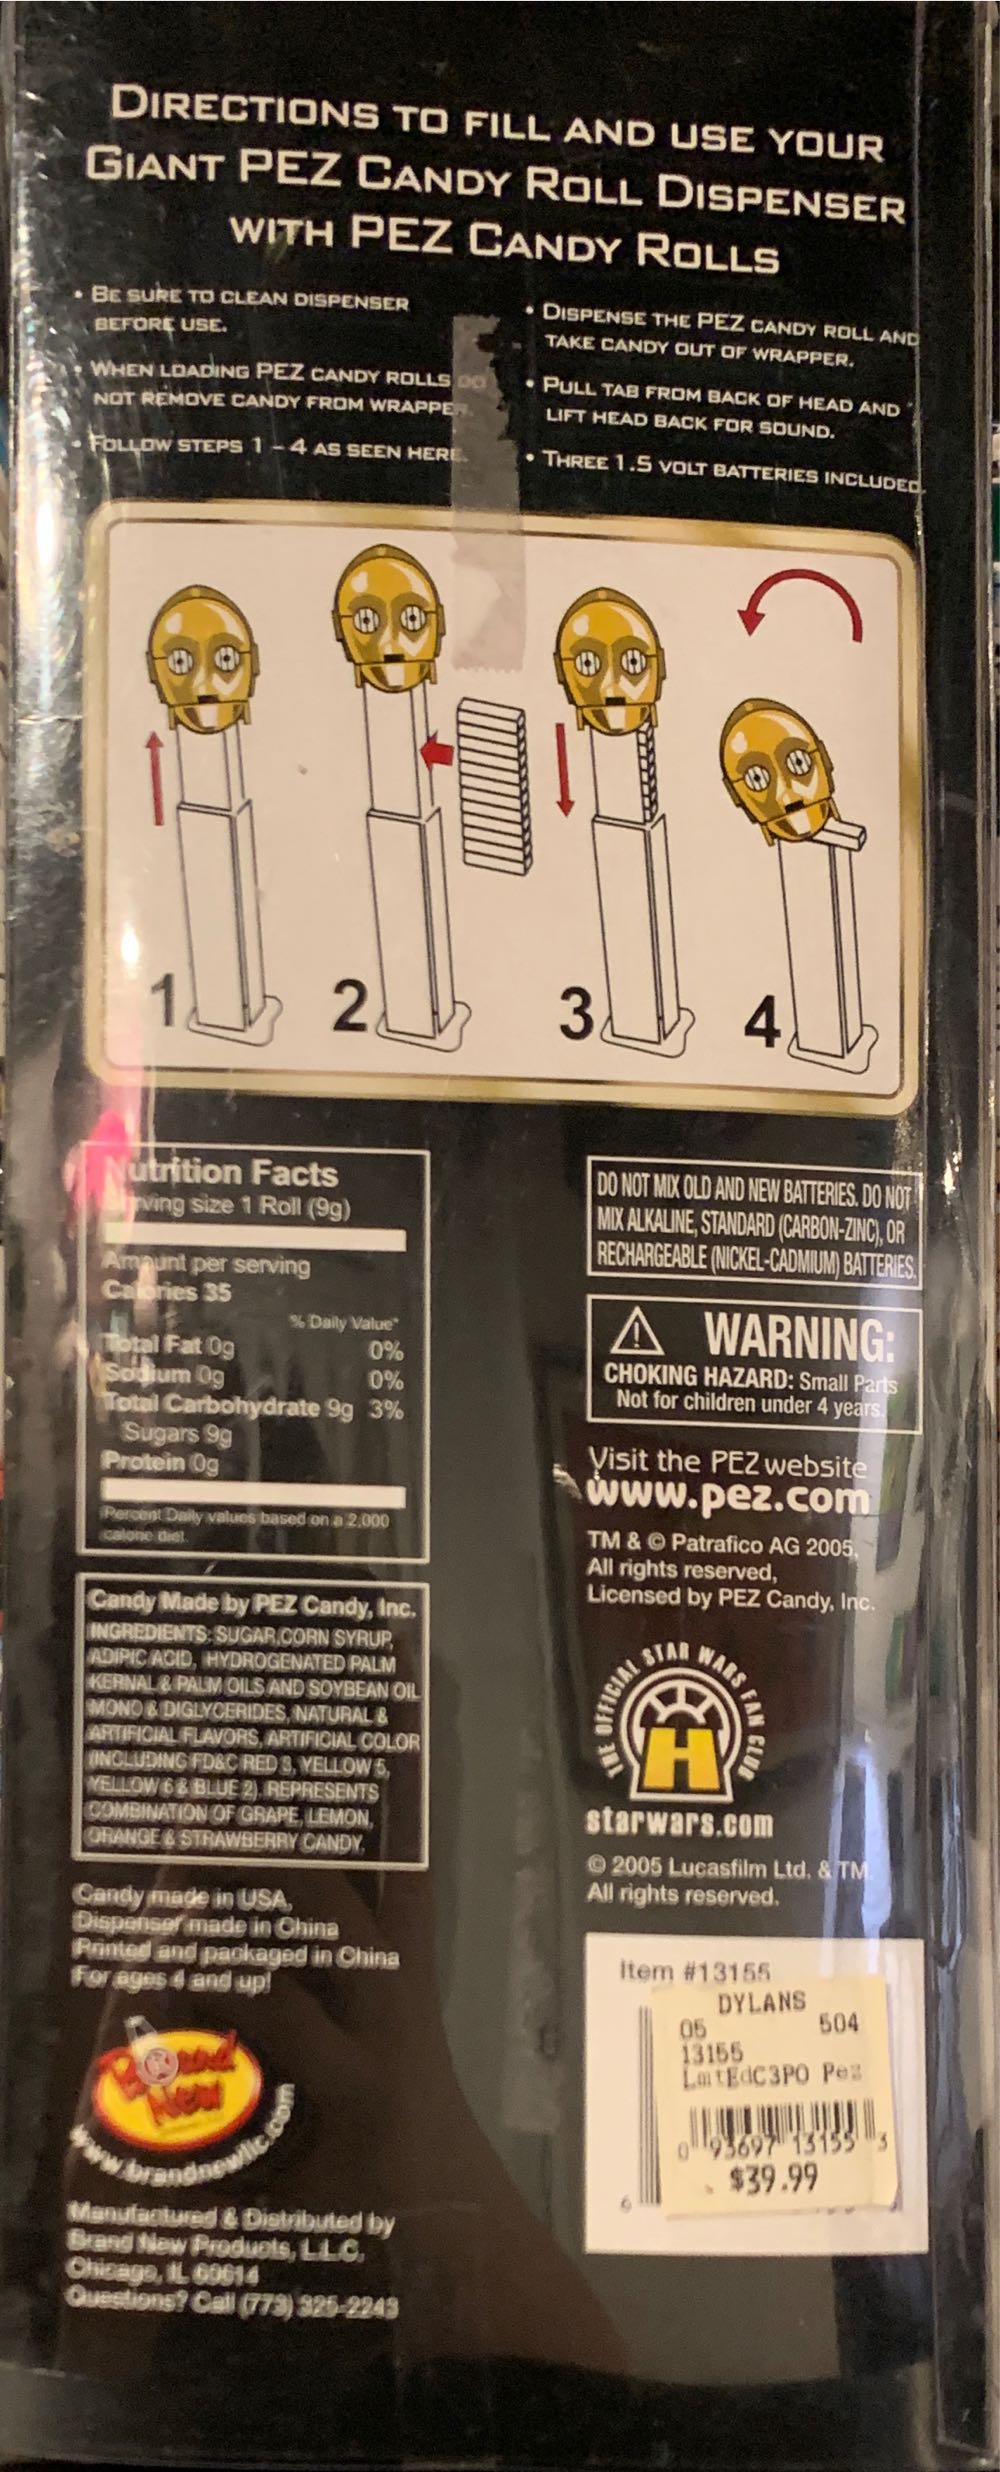 DIRECTIONS TO FILL AND USE YOUR
GIANT PEZ CANDY ROLL DISPENSER
WITH PEZ CANDY ROLLS
• BE SURE TO CLEAN DISPENSER
BEFORE USE.
• WHEN LOADING PEZ CANDY ROLLS DO
NOT REMOVE CANDY FROM WRAPPER.
• FOLLOW STEPS 1 – 4 AS SEEN HERE.
• DISPENSE THE PEZ CANDY ROLL AND
TAKE CANDY OUT OF WRAPPER.
• PULL TAB FROM BACK OF HEAD AND
LIFT HEAD BACK FOR SOUND.
• THREE 1.5 VOLT BATTERIES INCLUDED.
1 2 3 4
Nutrition Facts
Serving size 1 Roll (9g)
Amount per serving
Calories 35
% Daily Value*
Total Fat 0g 0%
Sodium 0g 0%
Total Carbohydrate 9g 3%
Sugars 9g
Protein 0g
Percent Daily values based on a 2,000
calorie diet.
Candy Made by PEZ Candy, Inc.
INGREDIENTS: SUGAR, CORN SYRUP,
ADIPIC ACID, HYDROGENATED PALM
KERNAL & PALM OILS AND SOYBEAN OIL
MONO & DIGLYCERIDES, NATURAL &
ARTIFICIAL FLAVORS, ARTIFICIAL COLOR
(INCLUDING FD&C RED 3, YELLOW 5,
YELLOW 6 & BLUE 2). REPRESENTS
COMBINATION OF GRAPE, LEMON,
ORANGE & STRAWBERRY CANDY.
Candy made in USA,
Dispenser made in China
Printed and packaged in China
For ages 4 and up!
Brand
New
www.brandnewllc.com
Manufactured & Distributed by
Brand New Products, L.L.C.
Chicago, IL 60614
Questions? Call (773) 325-2243
DO NOT MIX OLD AND NEW BATTERIES. DO NOT
MIX ALKALINE, STANDARD (CARBON-ZINC), OR
RECHARGEABLE (NICKEL-CADMIUM) BATTERIES.
WARNING:
CHOKING HAZARD: Small Parts
Not for children under 4 years.
Visit the PEZ website
www.pez.com
TM & © Patrafico AG 2005,
All rights reserved,
Licensed by PEZ Candy, Inc.
THE OFFICIAL STAR WARS FAN CLUB
H
starwars.com
© 2005 Lucasfilm Ltd. & TM
All rights reserved.
Item #13155
DYLANS
05 504
13155
LmtEdC3PO Pez
0 93697 13155 3
$39.99
6